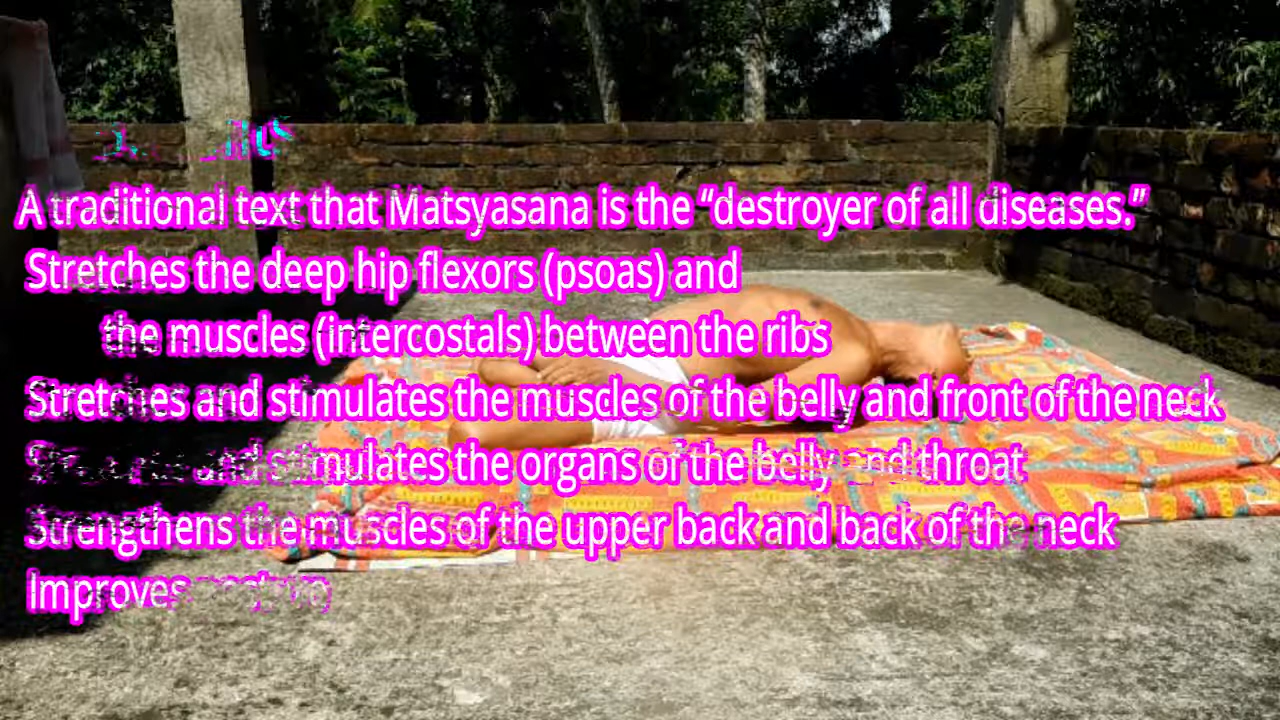 A traditional text that Matsyasana is the “destroyer of all diseases.”
Stretches the deep hip flexors (psoas) and
the muscles (intercostals) between the ribs
Stretches and stimulates the muscles of the belly and front of the neck
and stimulates the organs of the belly and throat
Strengthens the muscles of the upper back and back of the neck
Improves